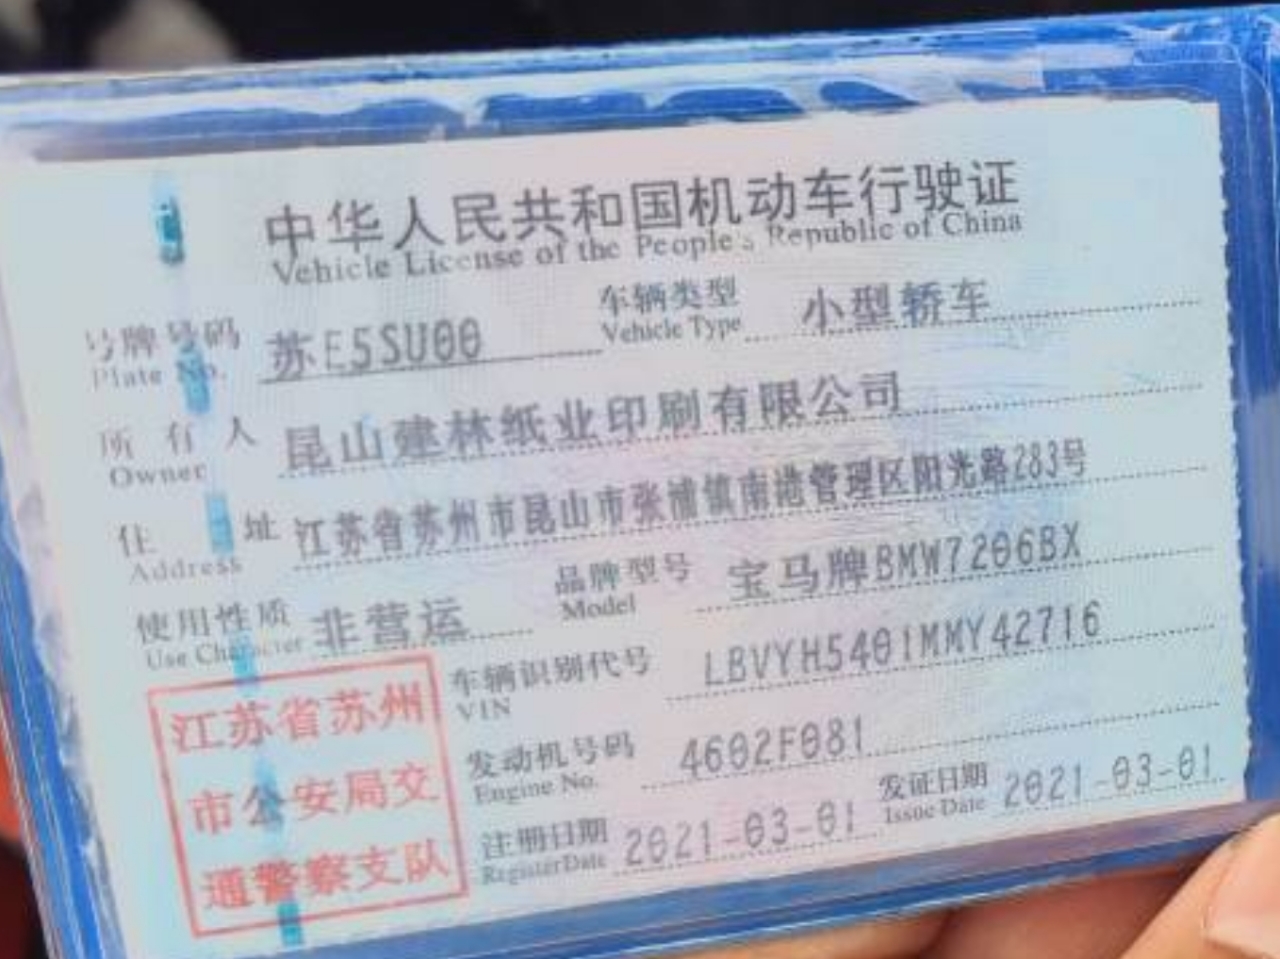 中华人民共和国机动车行驶证
Vehicle License of the People's Republic of China
号牌号码 苏E5SU00 车辆类型 小型轿车
Plate No. Vehicle Type
所有人 昆山建林纸业印刷有限公司
Owner
住址 江苏省苏州市昆山市张浦镇南港管理区阳光路283号
Address
使用性质 非营运 品牌型号 宝马牌BMW7206BX
Use Character Model
车辆识别代号 LBVYH5401MMY42716
VIN
发动机号码 4602F081
Engine No.
注册日期 2021-03-01 发证日期 2021-03-01
Register Date Issue Date
江苏省苏州
市公安局交
通警察支队